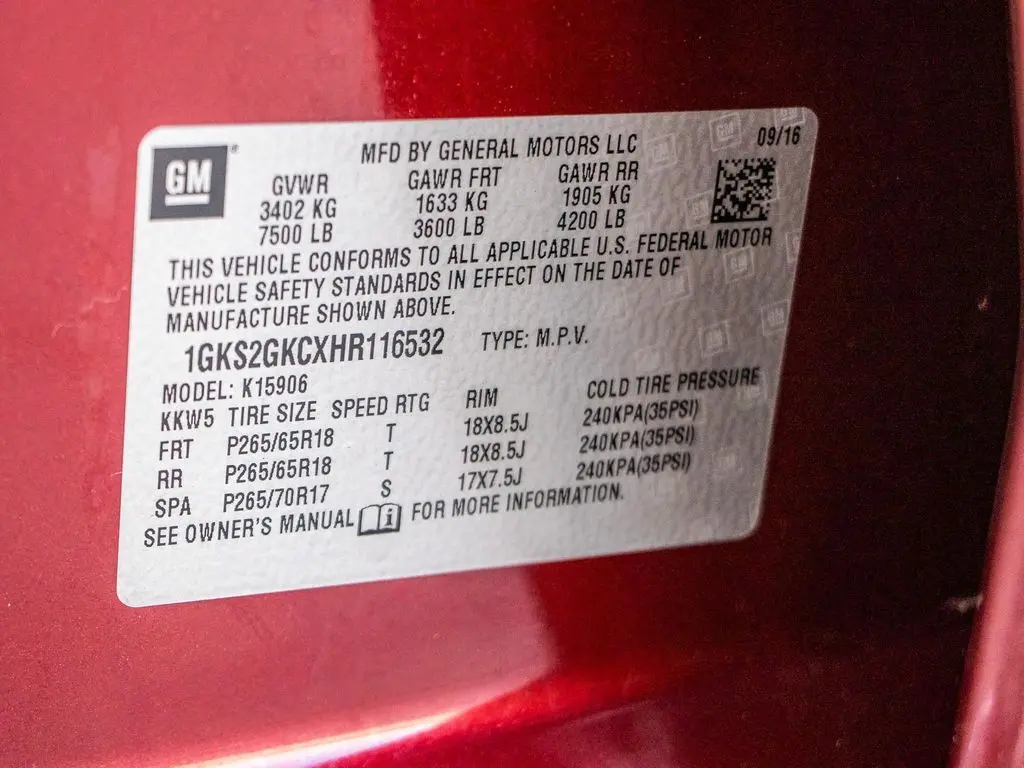 GM
MFD BY GENERAL MOTORS LLC 09/16
GVWR GAWR FRT GAWR RR
3402 KG 1633 KG 1905 KG
7500 LB 3600 LB 4200 LB
THIS VEHICLE CONFORMS TO ALL APPLICABLE U.S. FEDERAL MOTOR
VEHICLE SAFETY STANDARDS IN EFFECT ON THE DATE OF
MANUFACTURE SHOWN ABOVE.
1GKS2GKCXHR116532 TYPE: M.P.V.
MODEL: K15906
KKW5 TIRE SIZE SPEED RTG RIM COLD TIRE PRESSURE
FRT P265/65R18 T 18X8.5J 240KPA(35PSI)
RR P265/65R18 T 18X8.5J 240KPA(35PSI)
SPA P265/70R17 S 17X7.5J 240KPA(35PSI)
SEE OWNER'S MANUAL i FOR MORE INFORMATION.